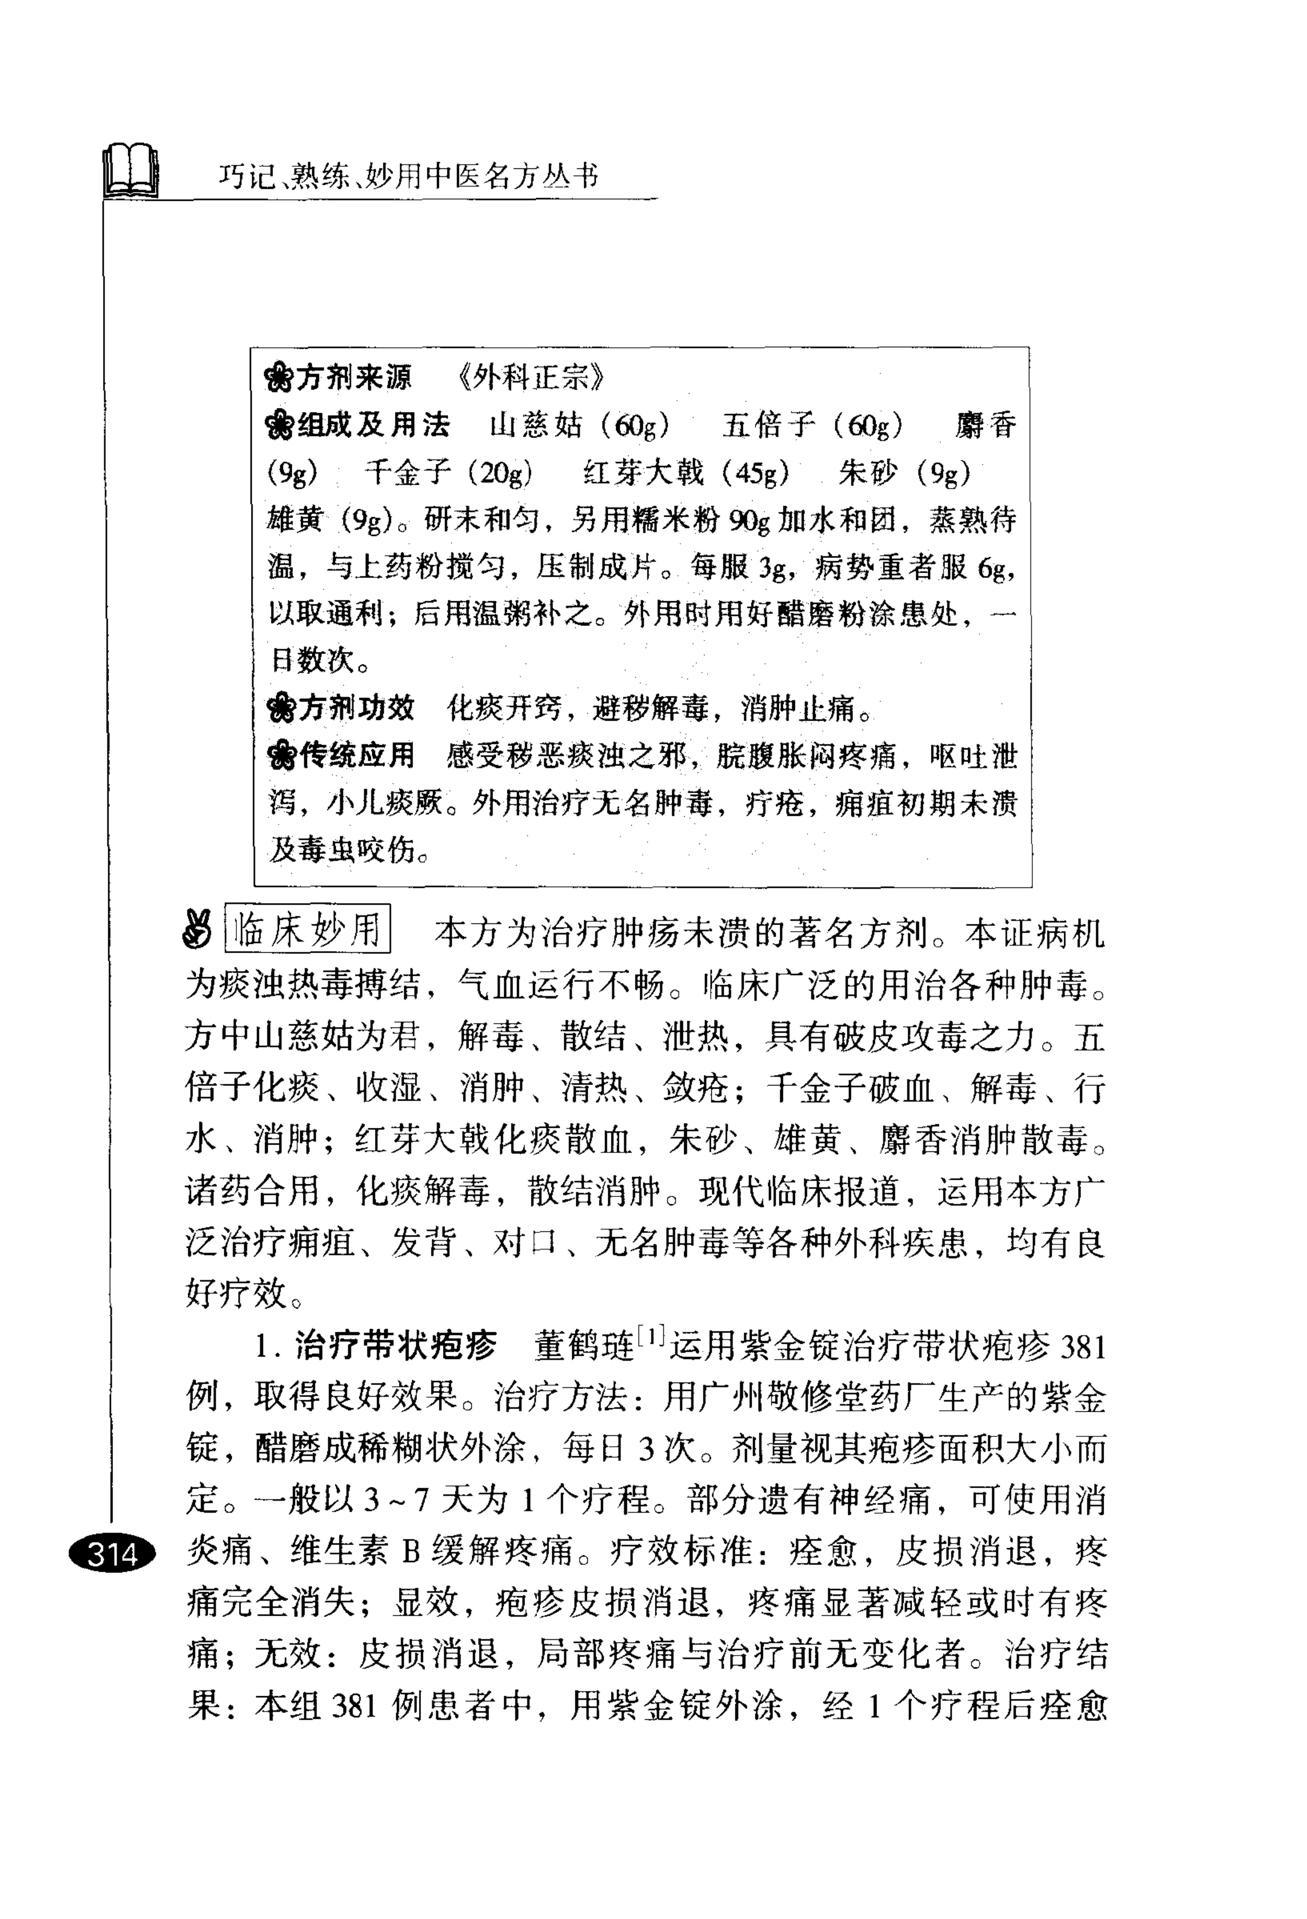 巧记、熟练、妙用中医名方丛书
方剂来源 《外科正宗》
组成及用法 山慈姑（60g） 五倍子（60g） 麝香
（9g） 千金子（20g） 红芽大戟（45g） 朱砂（9g）
雄黄（9g）。研末和匀，另用糯米粉90g加水和团，蒸熟待
温，与上药粉搅匀，压制成片。每服3g，病势重者服6g，
以取通利；后用温粥补之。外用时用好醋磨粉涂患处，一
日数次。
方剂功效 化痰开窍，避秽解毒，消肿止痛。
传统应用 感受秽恶痰浊之邪，脘腹胀闷疼痛，呕吐泄
泻，小儿痰厥。外用治疗无名肿毒，疔疮，痈疽初期未溃
及毒虫咬伤。
临床妙用 本方为治疗肿疡未溃的著名方剂。本证病机
为痰浊热毒搏结，气血运行不畅。临床广泛的用治各种肿毒。
方中山慈姑为君，解毒、散结、泄热，具有破皮攻毒之力。五
倍子化痰、收湿、消肿、清热、敛疮；千金子破血、解毒、行
水、消肿；红芽大戟化痰散血，朱砂、雄黄、麝香消肿散毒。
诸药合用，化痰解毒，散结消肿。现代临床报道，运用本方广
泛治疗痈疽、发背、对口、无名肿毒等各种外科疾患，均有良
好疗效。
1. 治疗带状疱疹 董鹤琏[1]运用紫金锭治疗带状疱疹381
例，取得良好效果。治疗方法：用广州敬修堂药厂生产的紫金
锭，醋磨成稀糊状外涂，每日3次。剂量视其疱疹面积大小而
定。一般以3~7天为1个疗程。部分遗有神经痛，可使用消
炎痛、维生素B缓解疼痛。疗效标准：痊愈，皮损消退，疼
痛完全消失；显效，疱疹皮损消退，疼痛显著减轻或时有疼
痛；无效：皮损消退，局部疼痛与治疗前无变化者。治疗结
果：本组381例患者中，用紫金锭外涂，经1个疗程后痊愈
314